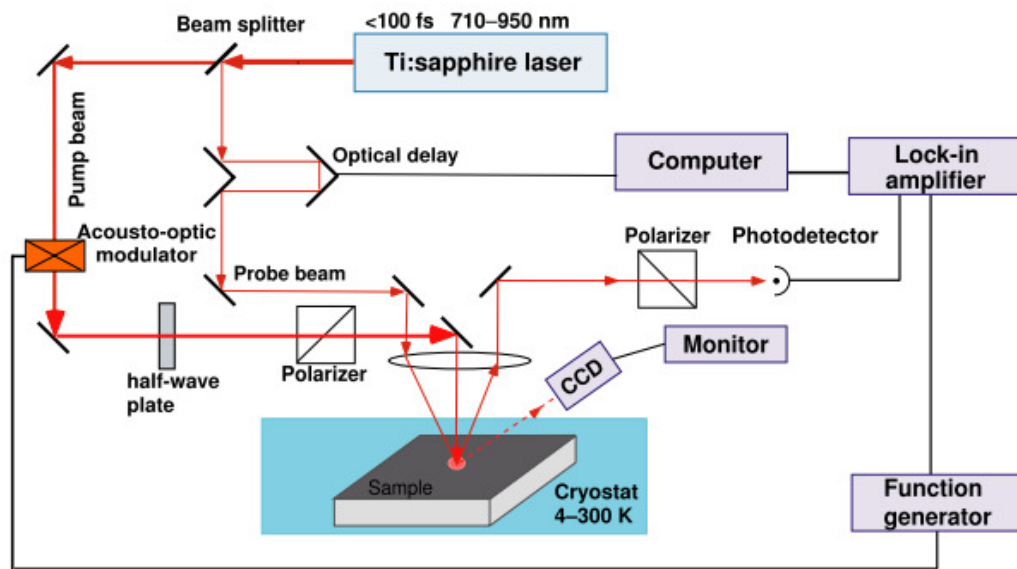 <100 fs 710–950 nm
Beam splitter
Ti:sapphire laser
Pump beam
Optical delay
Computer
Lock-in
amplifier
Acousto-optic
modulator
Polarizer
Photodetector
Probe beam
Monitor
CCD
half-wave
plate
Polarizer
Sample
Cryostat
4–300 K
Function
generator